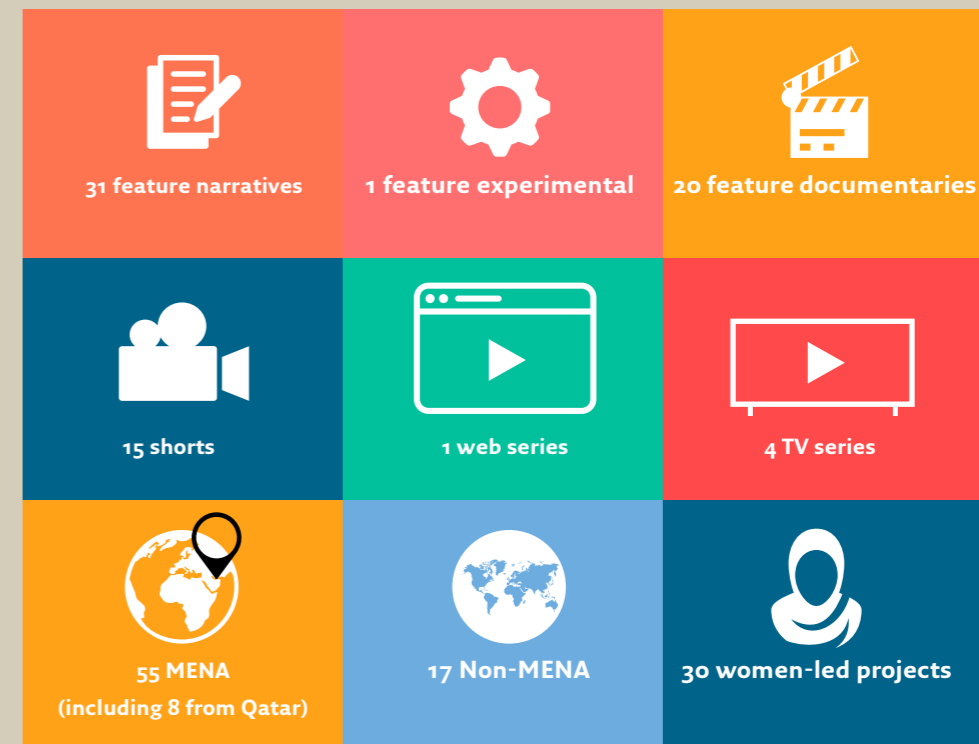 31 feature narratives
1 feature experimental
20 feature documentaries
15 shorts
1 web series
4 TV series
55 MENA
(including 8 from Qatar)
17 Non-MENA
30 women-led projects